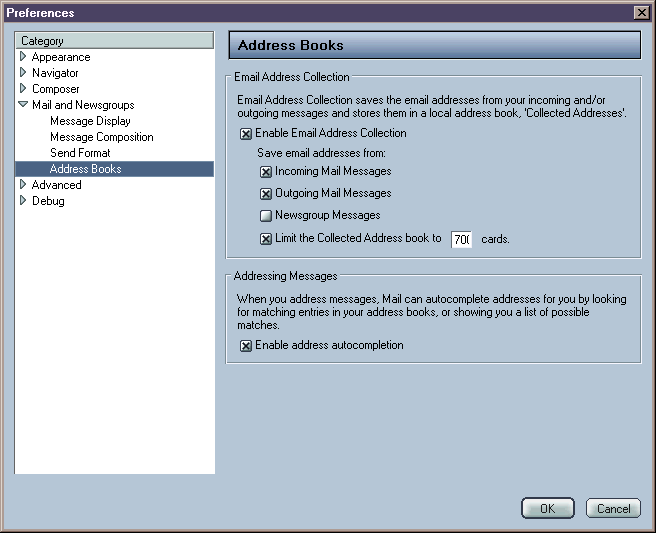 Preferences
Category
Appearance
Navigator
Composer
Mail and Newsgroups
Message Display
Message Composition
Send Format
Address Books
Advanced
Debug
Address Books
Email Address Collection
Email Address Collection saves the email addresses from your incoming and/or
outgoing messages and stores them in a local address book, 'Collected Addresses'.
Enable Email Address Collection
Save email addresses from:
Incoming Mail Messages
Outgoing Mail Messages
Newsgroup Messages
Limit the Collected Address book to 70 cards.
Addressing Messages
When you address messages, Mail can autocomplete addresses for you by looking
for matching entries in your address books, or showing you a list of possible
matches.
Enable address autocompletion
OK
Cancel